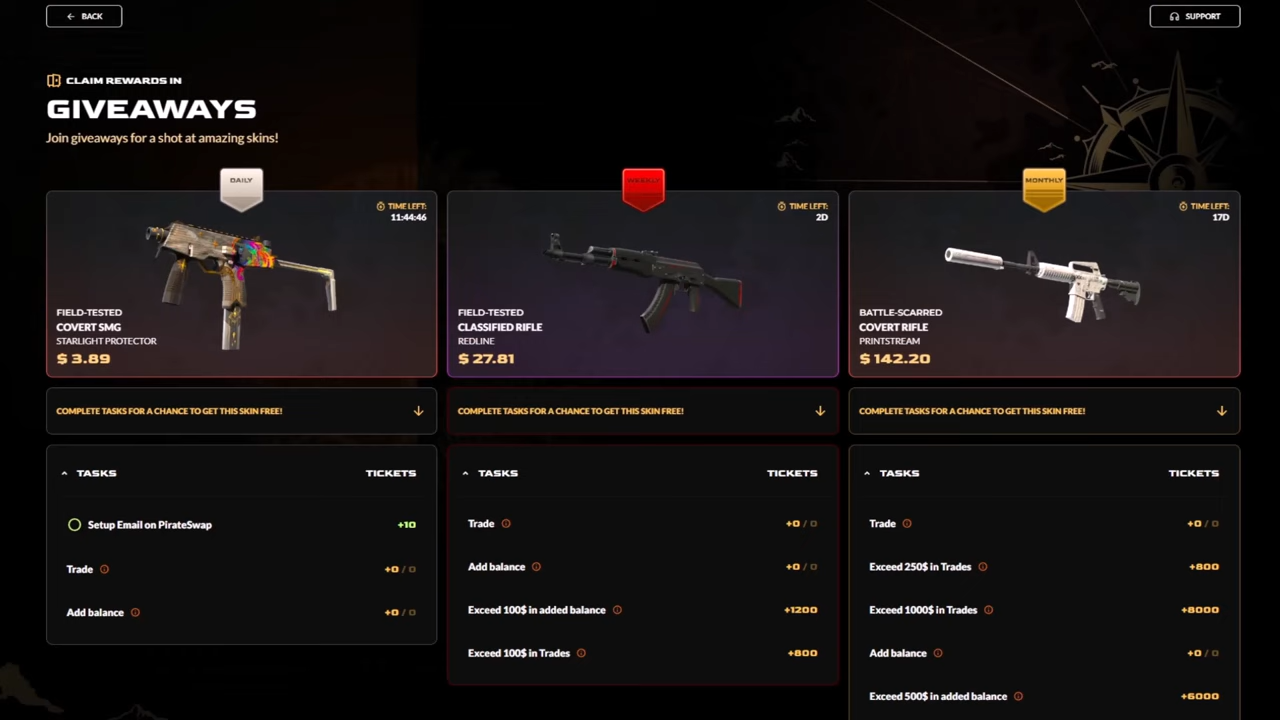 BACK
SUPPORT
CLAIM REWARDS IN
GIVEAWAYS
Join giveaways for a shot at amazing skins!
DAILY
TIME LEFT:
11:44:46
FIELD-TESTED
COVERT SMG
STARLIGHT PROTECTOR
$ 3.89
WEEKLY
TIME LEFT:
2D
FIELD-TESTED
CLASSIFIED RIFLE
REDLINE
$ 27.81
MONTHLY
TIME LEFT:
17D
BATTLE-SCARRED
COVERT RIFLE
PRINTSTREAM
$ 142.20
COMPLETE TASKS FOR A CHANCE TO GET THIS SKIN FREE!
COMPLETE TASKS FOR A CHANCE TO GET THIS SKIN FREE!
COMPLETE TASKS FOR A CHANCE TO GET THIS SKIN FREE!
TASKS TICKETS
Setup Email on PirateSwap +10
Trade +0 / 0
Add balance +0 / 0
TASKS TICKETS
Trade +0 / 0
Add balance +0 / 0
Exceed 100$ in added balance +1200
Exceed 100$ in Trades +800
TASKS TICKETS
Trade +0 / 0
Exceed 250$ in Trades +800
Exceed 1000$ in Trades +8000
Add balance +0 / 0
Exceed 500$ in added balance +6000